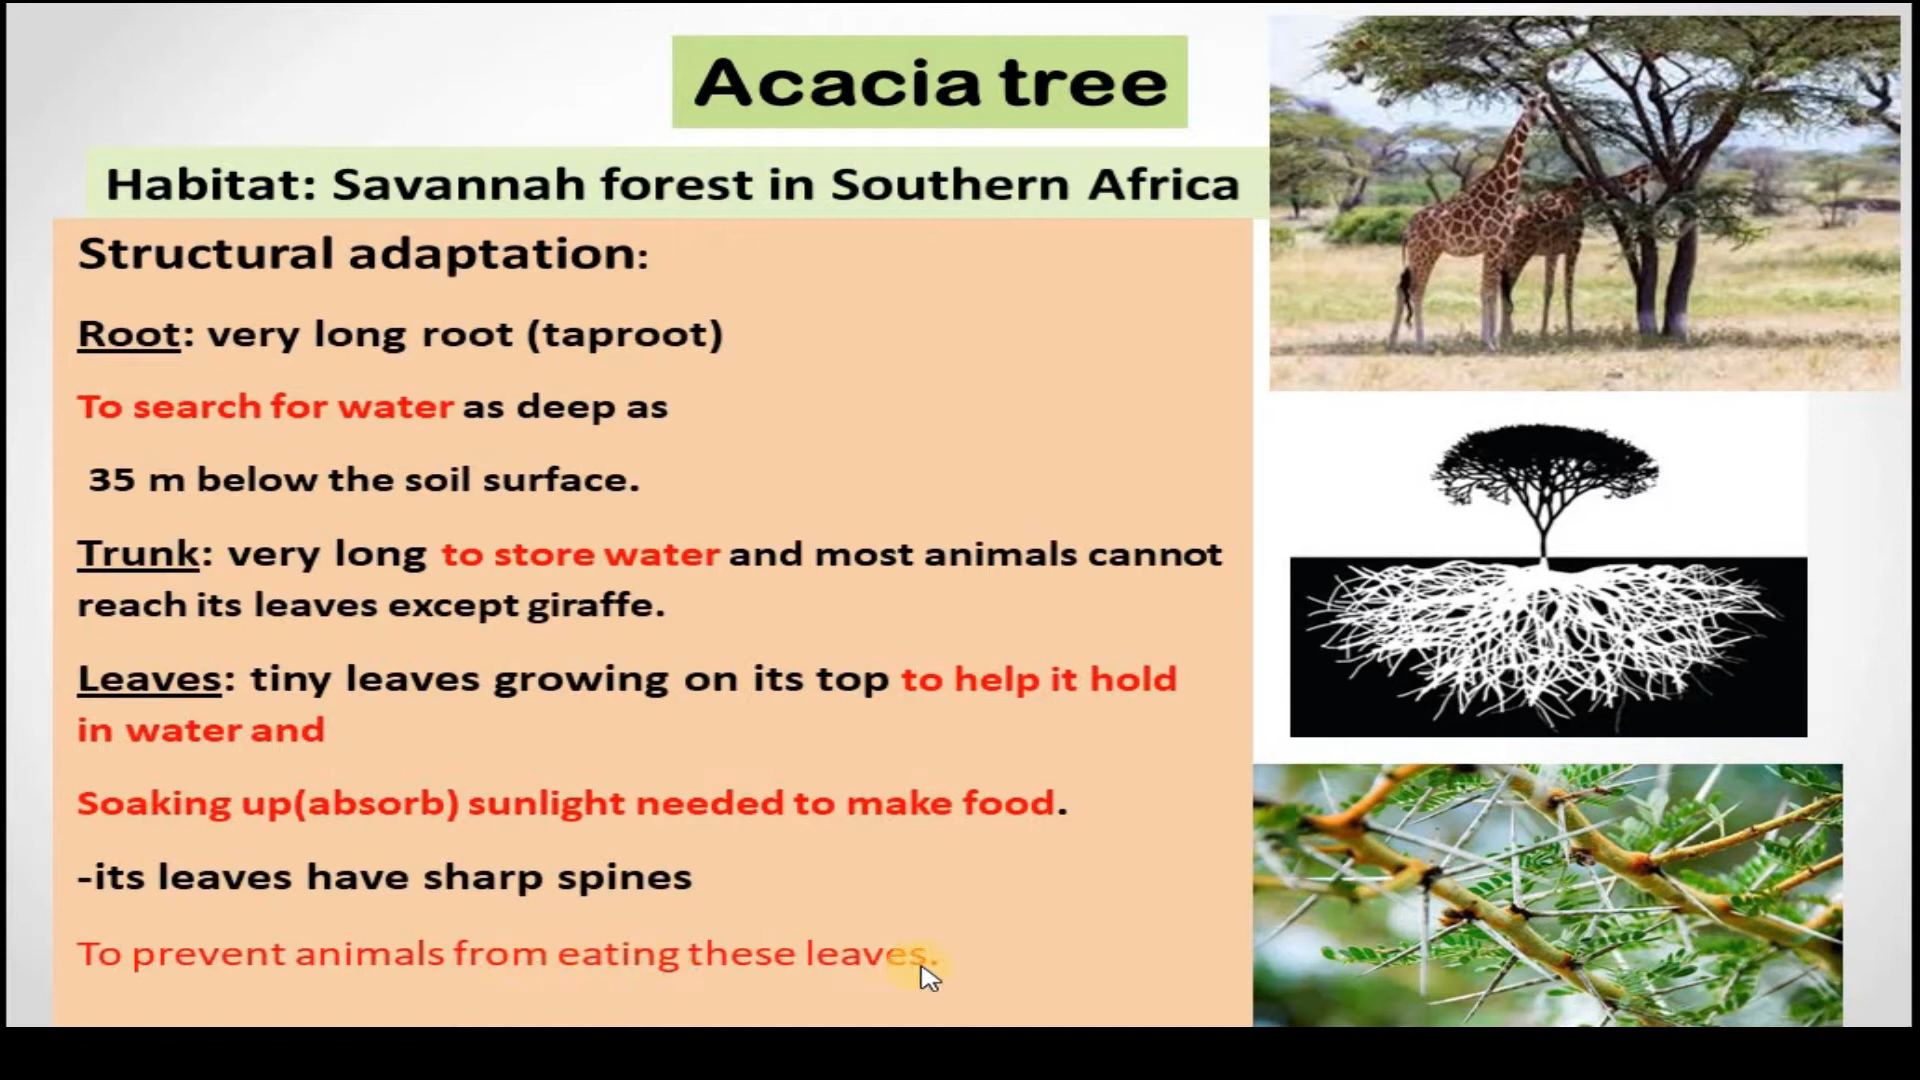 Acacia tree
Habitat: Savannah forest in Southern Africa
Structural adaptation:
Root: very long root (taproot)
To search for water as deep as
35 m below the soil surface.
Trunk: very long to store water and most animals cannot
reach its leaves except giraffe.
Leaves: tiny leaves growing on its top to help it hold
in water and
Soaking up(absorb) sunlight needed to make food.
-its leaves have sharp spines
To prevent animals from eating these leaves.